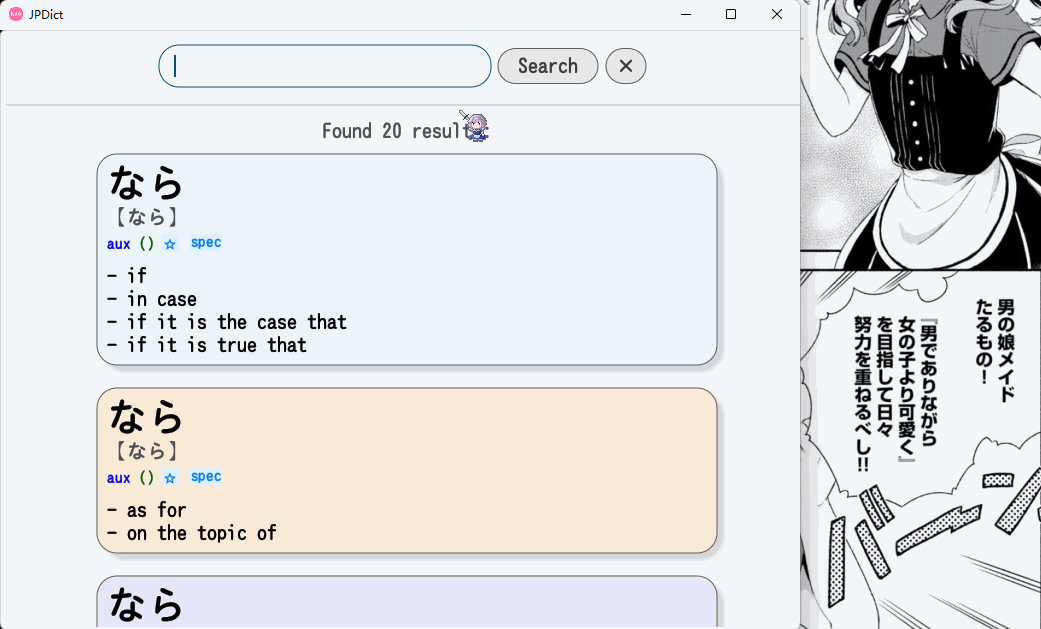 JPDict
Search
Found 20 resul
なら
【なら】
aux () ☆ spec
- if
- in case
- if it is the case that
- if it is true that
なら
【なら】
aux () ☆ spec
- as for
- on the topic of
なら
男の娘メイド
たるもの！
『男でありながら
女の子より可愛く』
を目指して日々
努力を重ねるべし!!